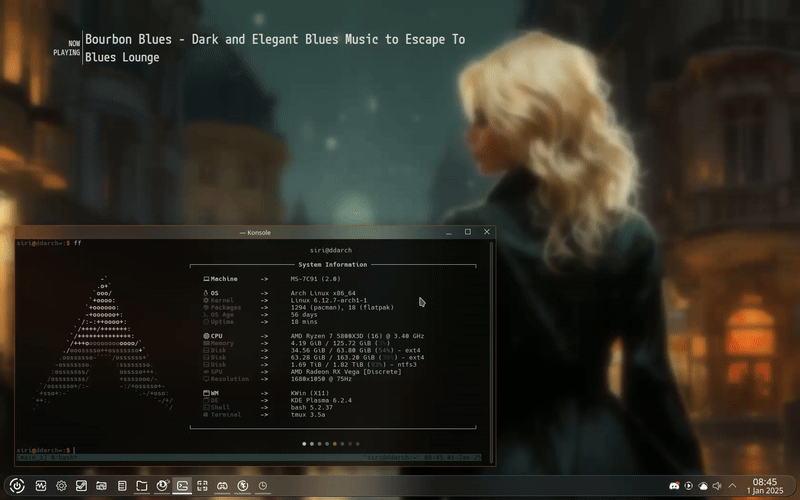 NOW
PLAYING
Bourbon Blues - Dark and Elegant Blues Music to Escape To
Blues Lounge
— Konsole
siri@ddarch:~$ ff
siri@ddarch
System Information
Machine -> MS-7C91 (2.0)
OS -> Arch Linux x86_64
Kernel -> Linux 6.12.7-arch1-1
Packages -> 1294 (pacman), 18 (flatpak)
OS Age -> 56 days
Uptime -> 18 mins
CPU -> AMD Ryzen 7 5800X3D (16) @ 3.40 GHz
Memory -> 4.19 GiB / 125.72 GiB (3%)
Disk -> 34.56 GiB / 63.80 GiB (54%) - ext4
Disk -> 63.28 GiB / 163.20 GiB (39%) - ext4
Disk -> 1.69 TiB / 1.82 TiB (93%) - ntfs3
GPU -> AMD Radeon RX Vega [Discrete]
Resolution -> 1680x1050 @ 75Hz
WM -> KWin (X11)
DE -> KDE Plasma 6.2.4
Shell -> bash 5.2.37
Terminal -> tmux 3.5a
siri@ddarch:~$
08:45
1 Jan 2025